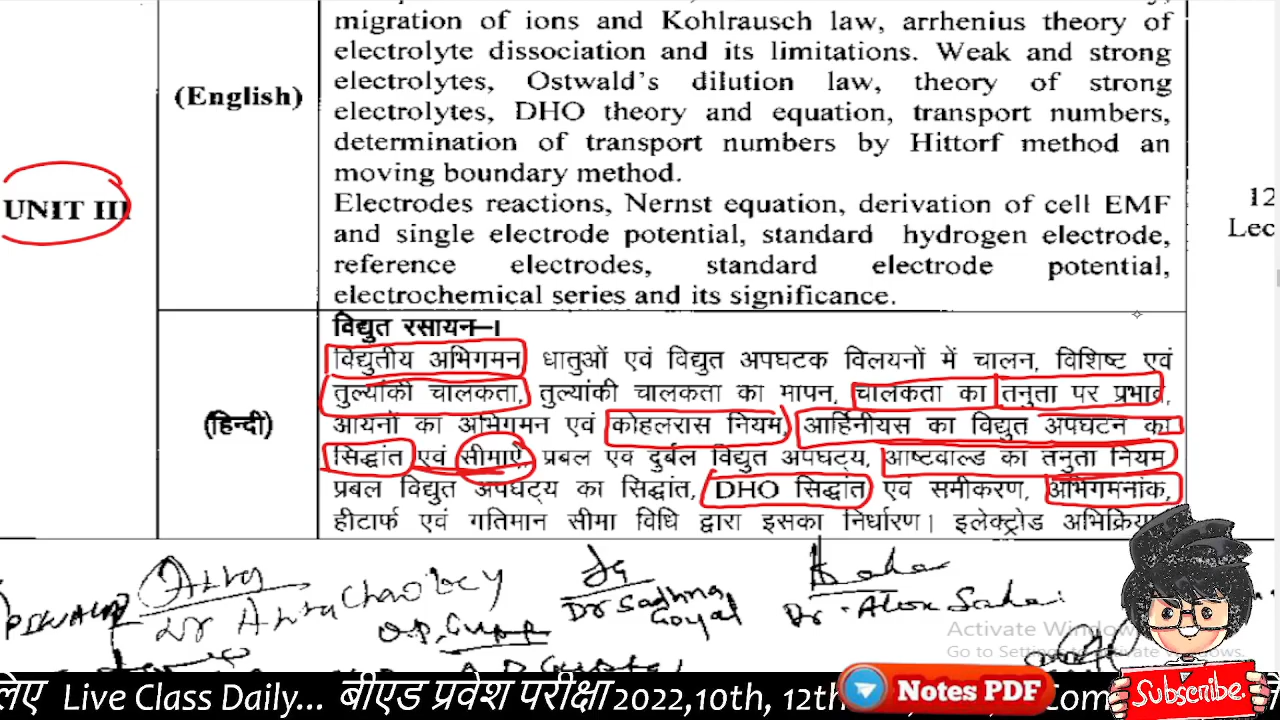 migration of ions and Kohlrausch law, arrhenius theory of
electrolyte dissociation and its limitations. Weak and strong
electrolytes, Ostwald's dilution law, theory of strong
(English)
electrolytes, DHO theory and equation, transport numbers,
determination of transport numbers by Hittorf method an
moving boundary method.
UNIT III
Electrodes reactions, Nernst equation, derivation of cell EMF
12
and single electrode potential, standard hydrogen electrode,
Lec
reference electrodes, standard electrode potential,
electrochemical series and its significance.
विद्युत रसायन–I
विद्युतीय अभिगमन धातुओं एवं विद्युत अपघटक विलयनों में चालन, विशिष्ट एवं
तुल्यांकी चालकता, तुल्यांकी चालकता का मापन, चालकता का तनुता पर प्रभाव,
(हिन्दी)
आयनों का अभिगमन एवं कोहलरास नियम, आर्हिनीयस का विद्युत अपघटन का
सिद्धांत एवं सीमाऐं, प्रबल एवं दुर्बल विद्युत अपघट्य, आष्टवाल्ड का तनुता नियम
प्रबल विद्युत अपघट्य का सिद्धांत, DHO सिद्धांत एवं समीकरण, अभिगमनांक,
हीटार्फ एवं गतिमान सीमा विधि द्वारा इसका निर्धारण। इलेक्ट्रोड अभिक्रिया
Dr Sadhna
Goyal
Activate Windo
Go to Settings to activate Windows.
लिए Live Class Daily... बीएड प्रवेश परीक्षा 2022,10th, 12th
Notes PDF
Com
Subscribe